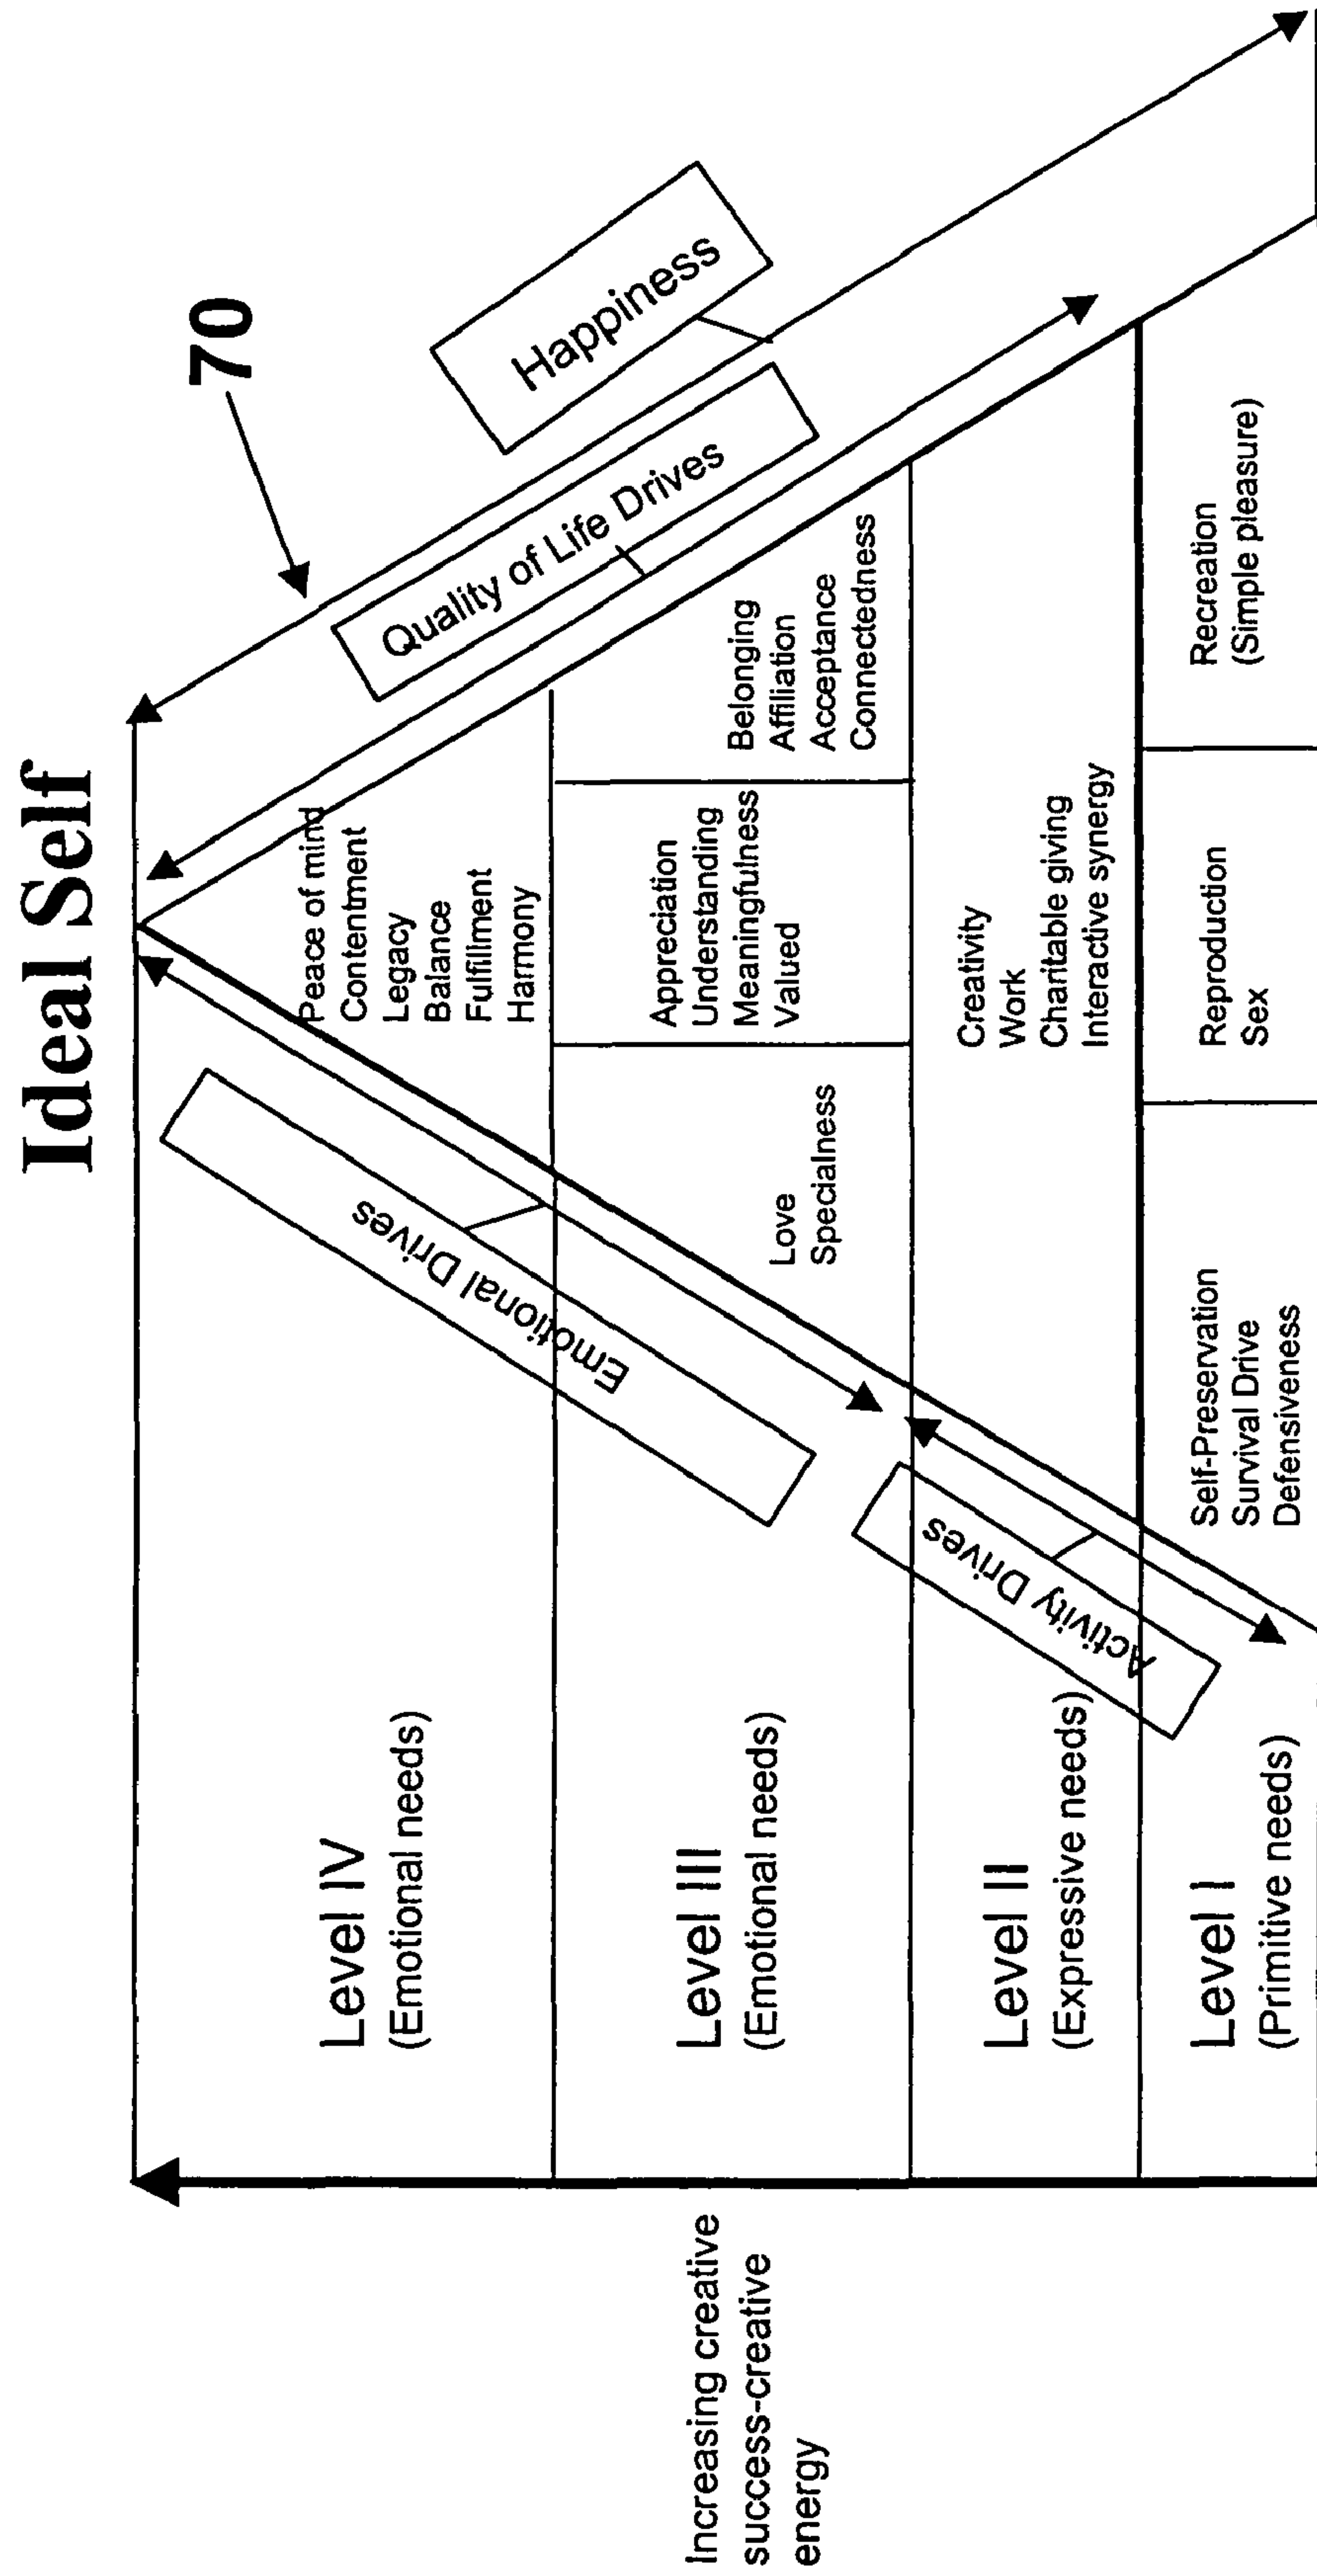 Ideal Self
70
Happiness
Quality of Life Drives
Emotional Drives
Activity Drives
Increasing creative
success-creative
energy
Level IV
(Emotional needs)
Peace of mind
Contentment
Legacy
Balance
Fulfillment
Harmony
Level III
(Emotional needs)
Love
Specialness
Appreciation
Understanding
Meaningfulness
Valued
Belonging
Affiliation
Acceptance
Connectedness
Level II
(Expressive needs)
Creativity
Work
Charitable giving
Interactive synergy
Level I
(Primitive needs)
Self-Preservation
Survival Drive
Defensiveness
Reproduction
Sex
Recreation
(Simple pleasure)